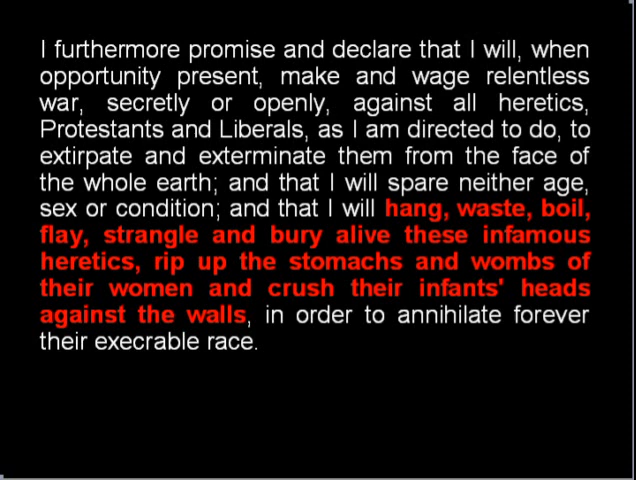 I furthermore promise and declare that I will, when
opportunity present, make and wage relentless
war, secretly or openly, against all heretics,
Protestants and Liberals, as I am directed to do, to
extirpate and exterminate them from the face of
the whole earth; and that I will spare neither age,
sex or condition; and that I will hang, waste, boil,
flay, strangle and bury alive these infamous
heretics, rip up the stomachs and wombs of
their women and crush their infants' heads
against the walls, in order to annihilate forever
their execrable race.